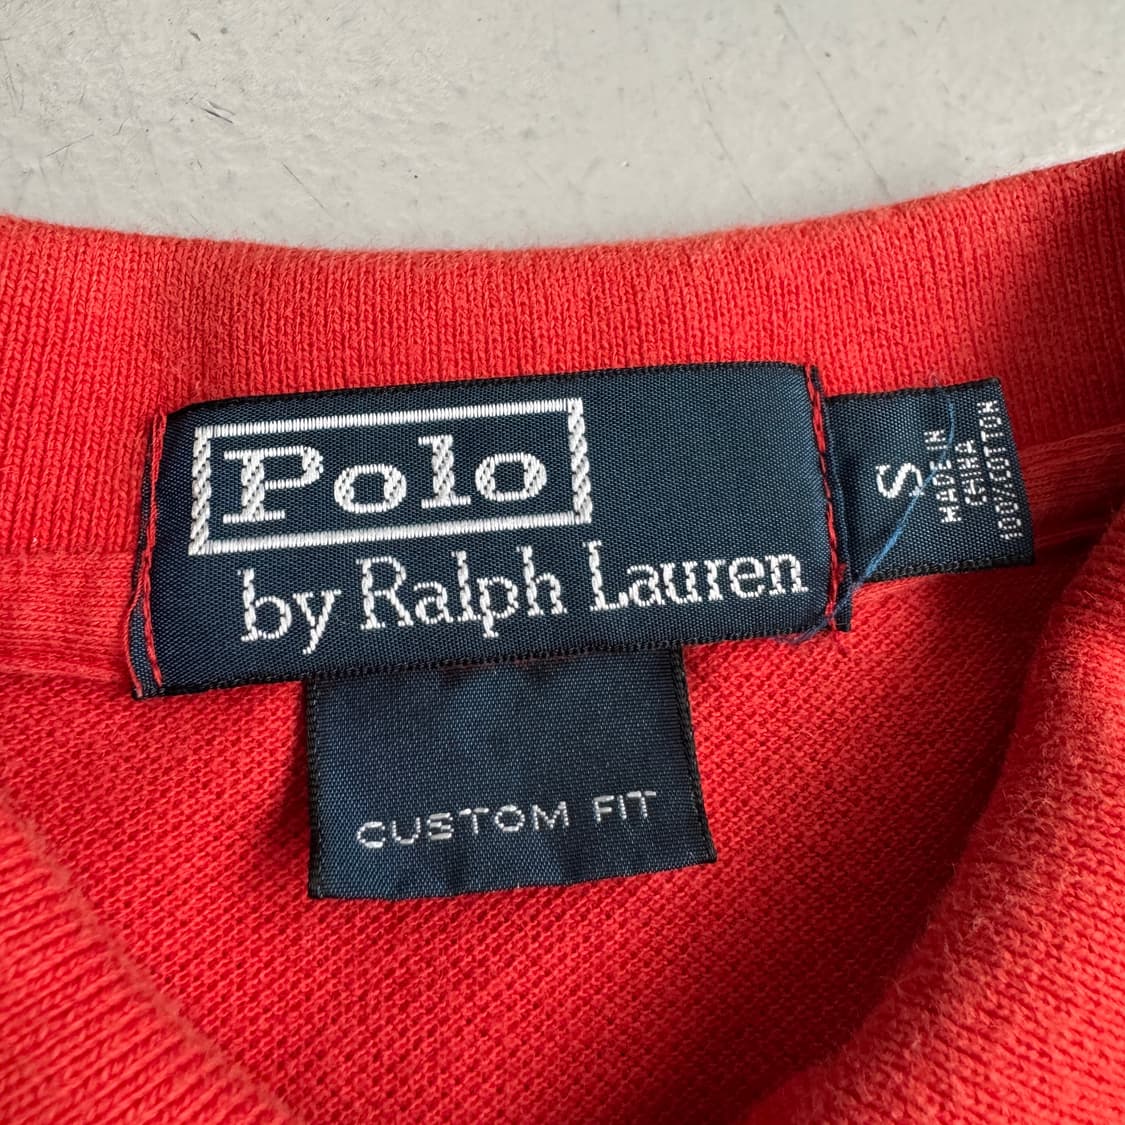 Polo
by Ralph Lauren
S
MADE IN
CHINA
100% COTTON
CUSTOM FIT